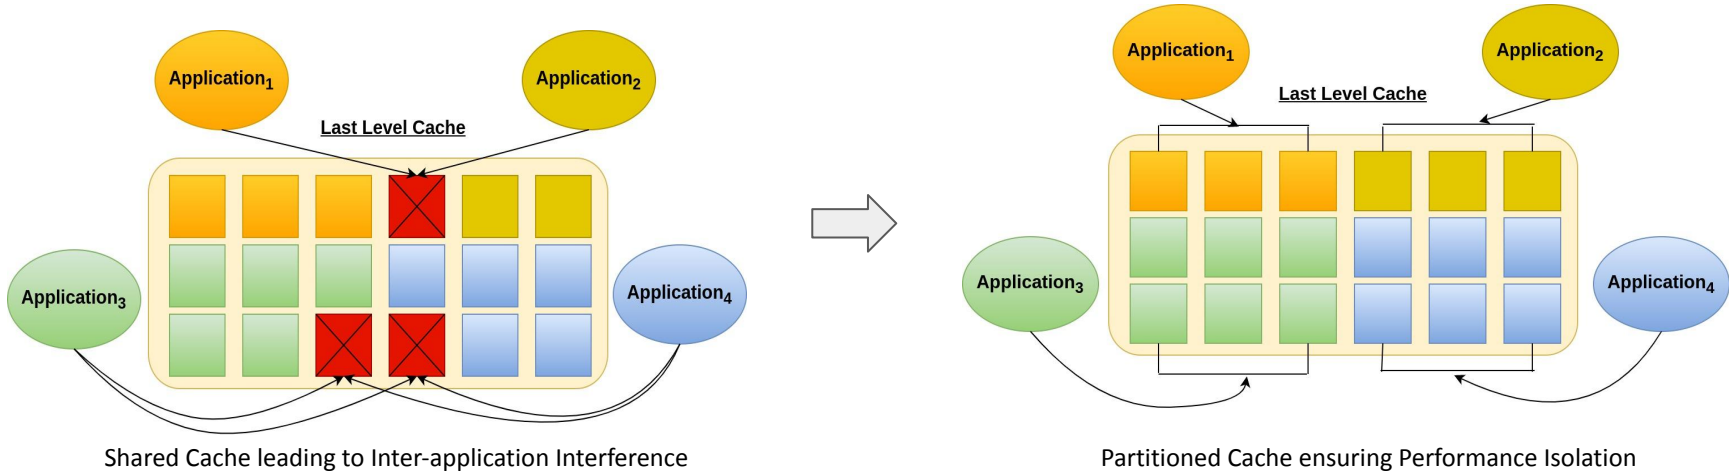 Application1
Application2
Last Level Cache
Application3
Application4
Shared Cache leading to Inter-application Interference
Application1
Application2
Last Level Cache
Application3
Application4
Partitioned Cache ensuring Performance Isolation